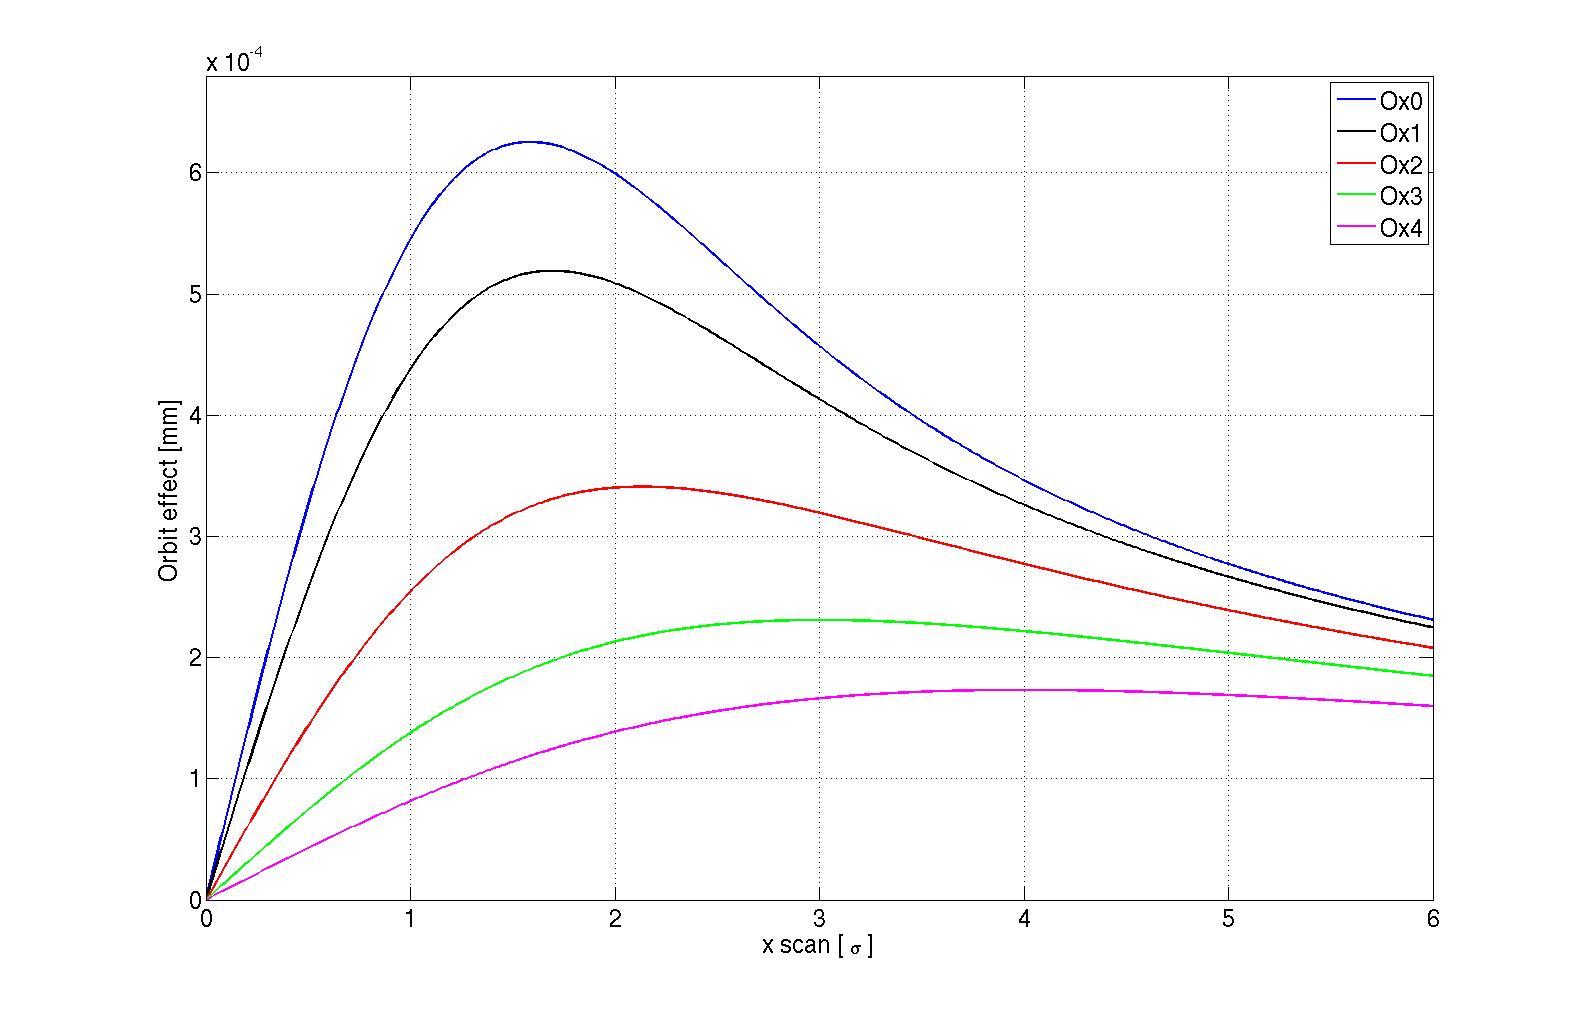 x 10-4
Ox0
Ox1
Ox2
Ox3
Ox4
6
5
4
3
2
1
0
Orbit effect [mm]
0 1 2 3 4 5 6
x scan [ σ ]